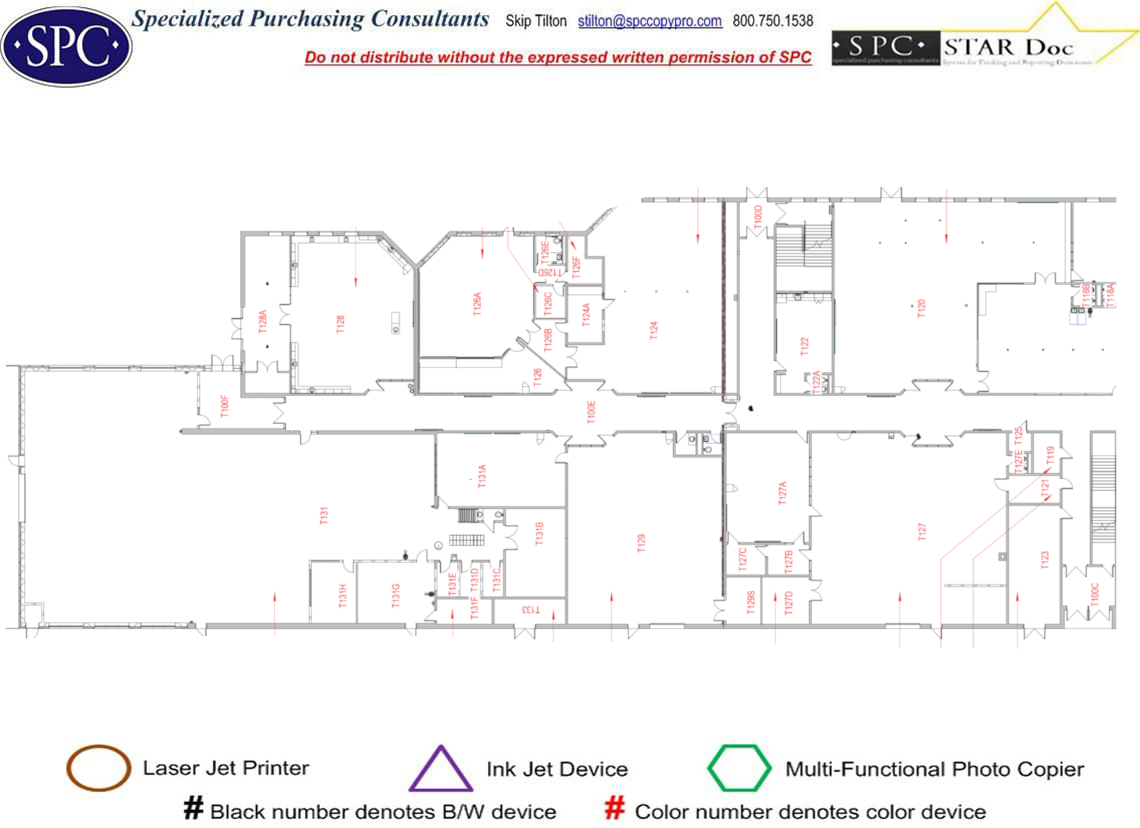 Specialized Purchasing Consultants Skip Tilton stilton@spccopypro.com 800.750.1538
·SPC·
Do not distribute without the expressed written permission of SPC
·SPC· STAR Doc
specialized purchasing consultants System for Tracking and Reporting Documents
T100D
T126E
T126D
T126F
T128A
T128
T126A
T126C
T124A
T124
T120
T118B
T118A
T126B
T122
T126
T122A
T100F
T100E
T125
T127E
T119
T131A
T127A
T121
T131
T131B
T129
T127
T123
T127C
T127B
T131H
T131G
T131E
T131D
T131C
T131F
T133
T129S
T127D
T100C
Laser Jet Printer
Ink Jet Device
Multi-Functional Photo Copier
# Black number denotes B/W device
# Color number denotes color device